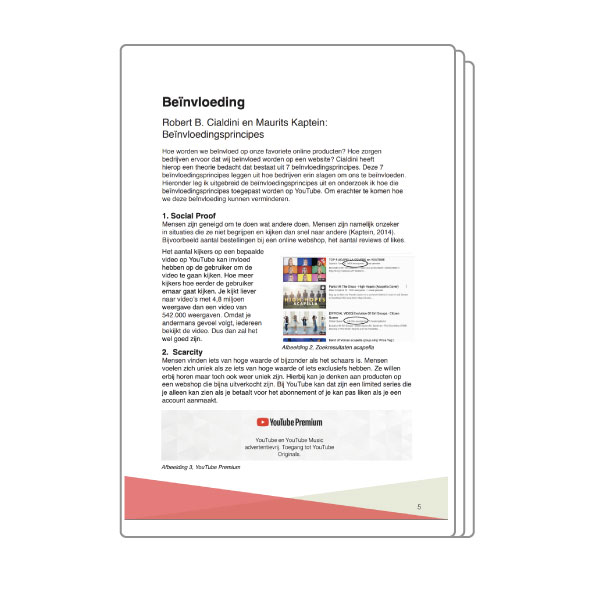 Beïnvloeding
Robert B. Cialdini en Maurits Kaptein:
Beïnvloedingsprincipes
Hoe worden we beïnvloed op onze favoriete online producten? Hoe zorgen
bedrijven ervoor dat wij beïnvloed worden op een website? Cialdini heeft
hierop een theorie bedacht dat bestaat uit 7 beïnvloedingsprincipes. Deze 7
beïnvloedingsprincipes leggen uit hoe bedrijven erin slagen om ons te beïnvloeden.
Hieronder leg ik uitgebreid de beïnvloedingsprincipes uit en onderzoek ik hoe die
beïnvloedingsprincipes toegepast worden op YouTube. Om erachter te komen hoe
we deze beïnvloeding kunnen verminderen.
1. Social Proof
Mensen zijn geneigd om te doen wat andere doen. Mensen zijn namelijk onzeker
in situaties die ze niet begrijpen en kijken dan snel naar andere (Kaptein, 2014).
Bijvoorbeeld aantal bestellingen bij een online webshop, het aantal reviews of likes.
Het aantal kijkers op een bepaalde
video op YouTube kan invloed
hebben op de gebruiker om de
video te gaan kijken. Hoe meer
kijkers hoe eerder de gebruiker
ernaar gaat kijken. Je kijkt liever
naar video's met 4,8 miljoen
weergave dan een video van
542 000 weergaven. Omdat je
andermans gevoel volgt, iedereen
bekijkt de video. Dus dan zal het
wel goed zijn.
HIGH HOPES
ACAPELLA
Afbeelding 2. Zoekresultaten acapella
2. Scarcity
Mensen vinden iets van hoge waarde of bijzonder als het schaars is. Mensen
voelen zich uniek als ze iets van hoge waarde of iets exclusiefs hebben. Ze willen
erbij horen maar toch ook weer uniek zijn. Hierbij kan je denken aan producten op
een webshop die bijna uitverkocht zijn. Bij YouTube kan dat zijn een limited series die
je alleen kan zien als je betaalt voor het abonnement of je kan pas liken als je een
account aanmaakt.
YouTube Premium
YouTube en YouTube Music
advertentievrij. Toegang tot YouTube
Originals.
Afbeelding 3, YouTube Premium
5